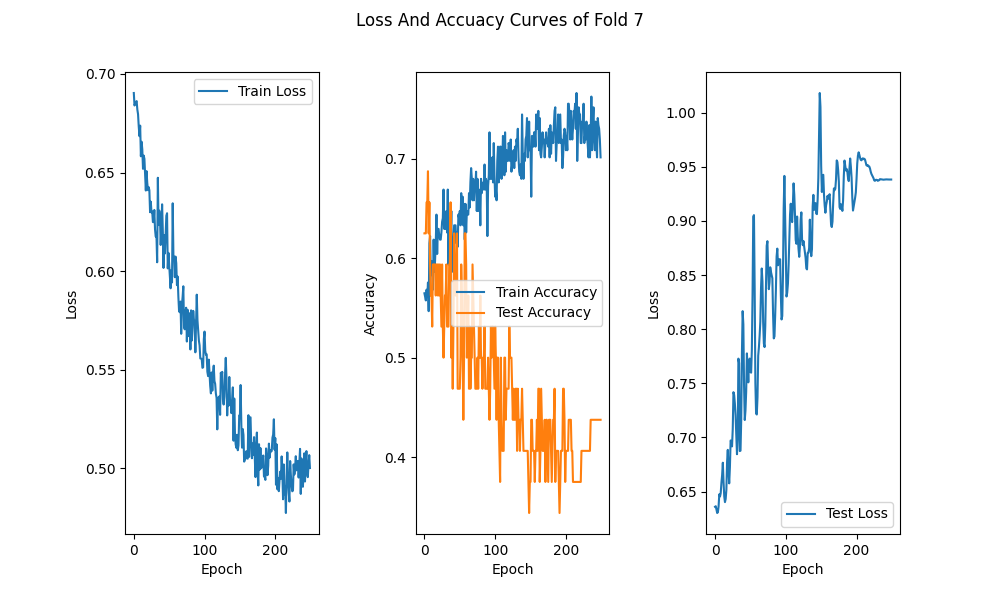 Loss And Accuacy Curves of Fold 7
0.70
0.65
0.60
0.55
0.50
Loss
0 100 200
Epoch
Train Loss
0.7
0.6
0.5
0.4
Accuracy
0 100 200
Epoch
Train Accuracy
Test Accuracy
1.00
0.95
0.90
0.85
0.80
0.75
0.70
0.65
Loss
0 100 200
Epoch
Test Loss